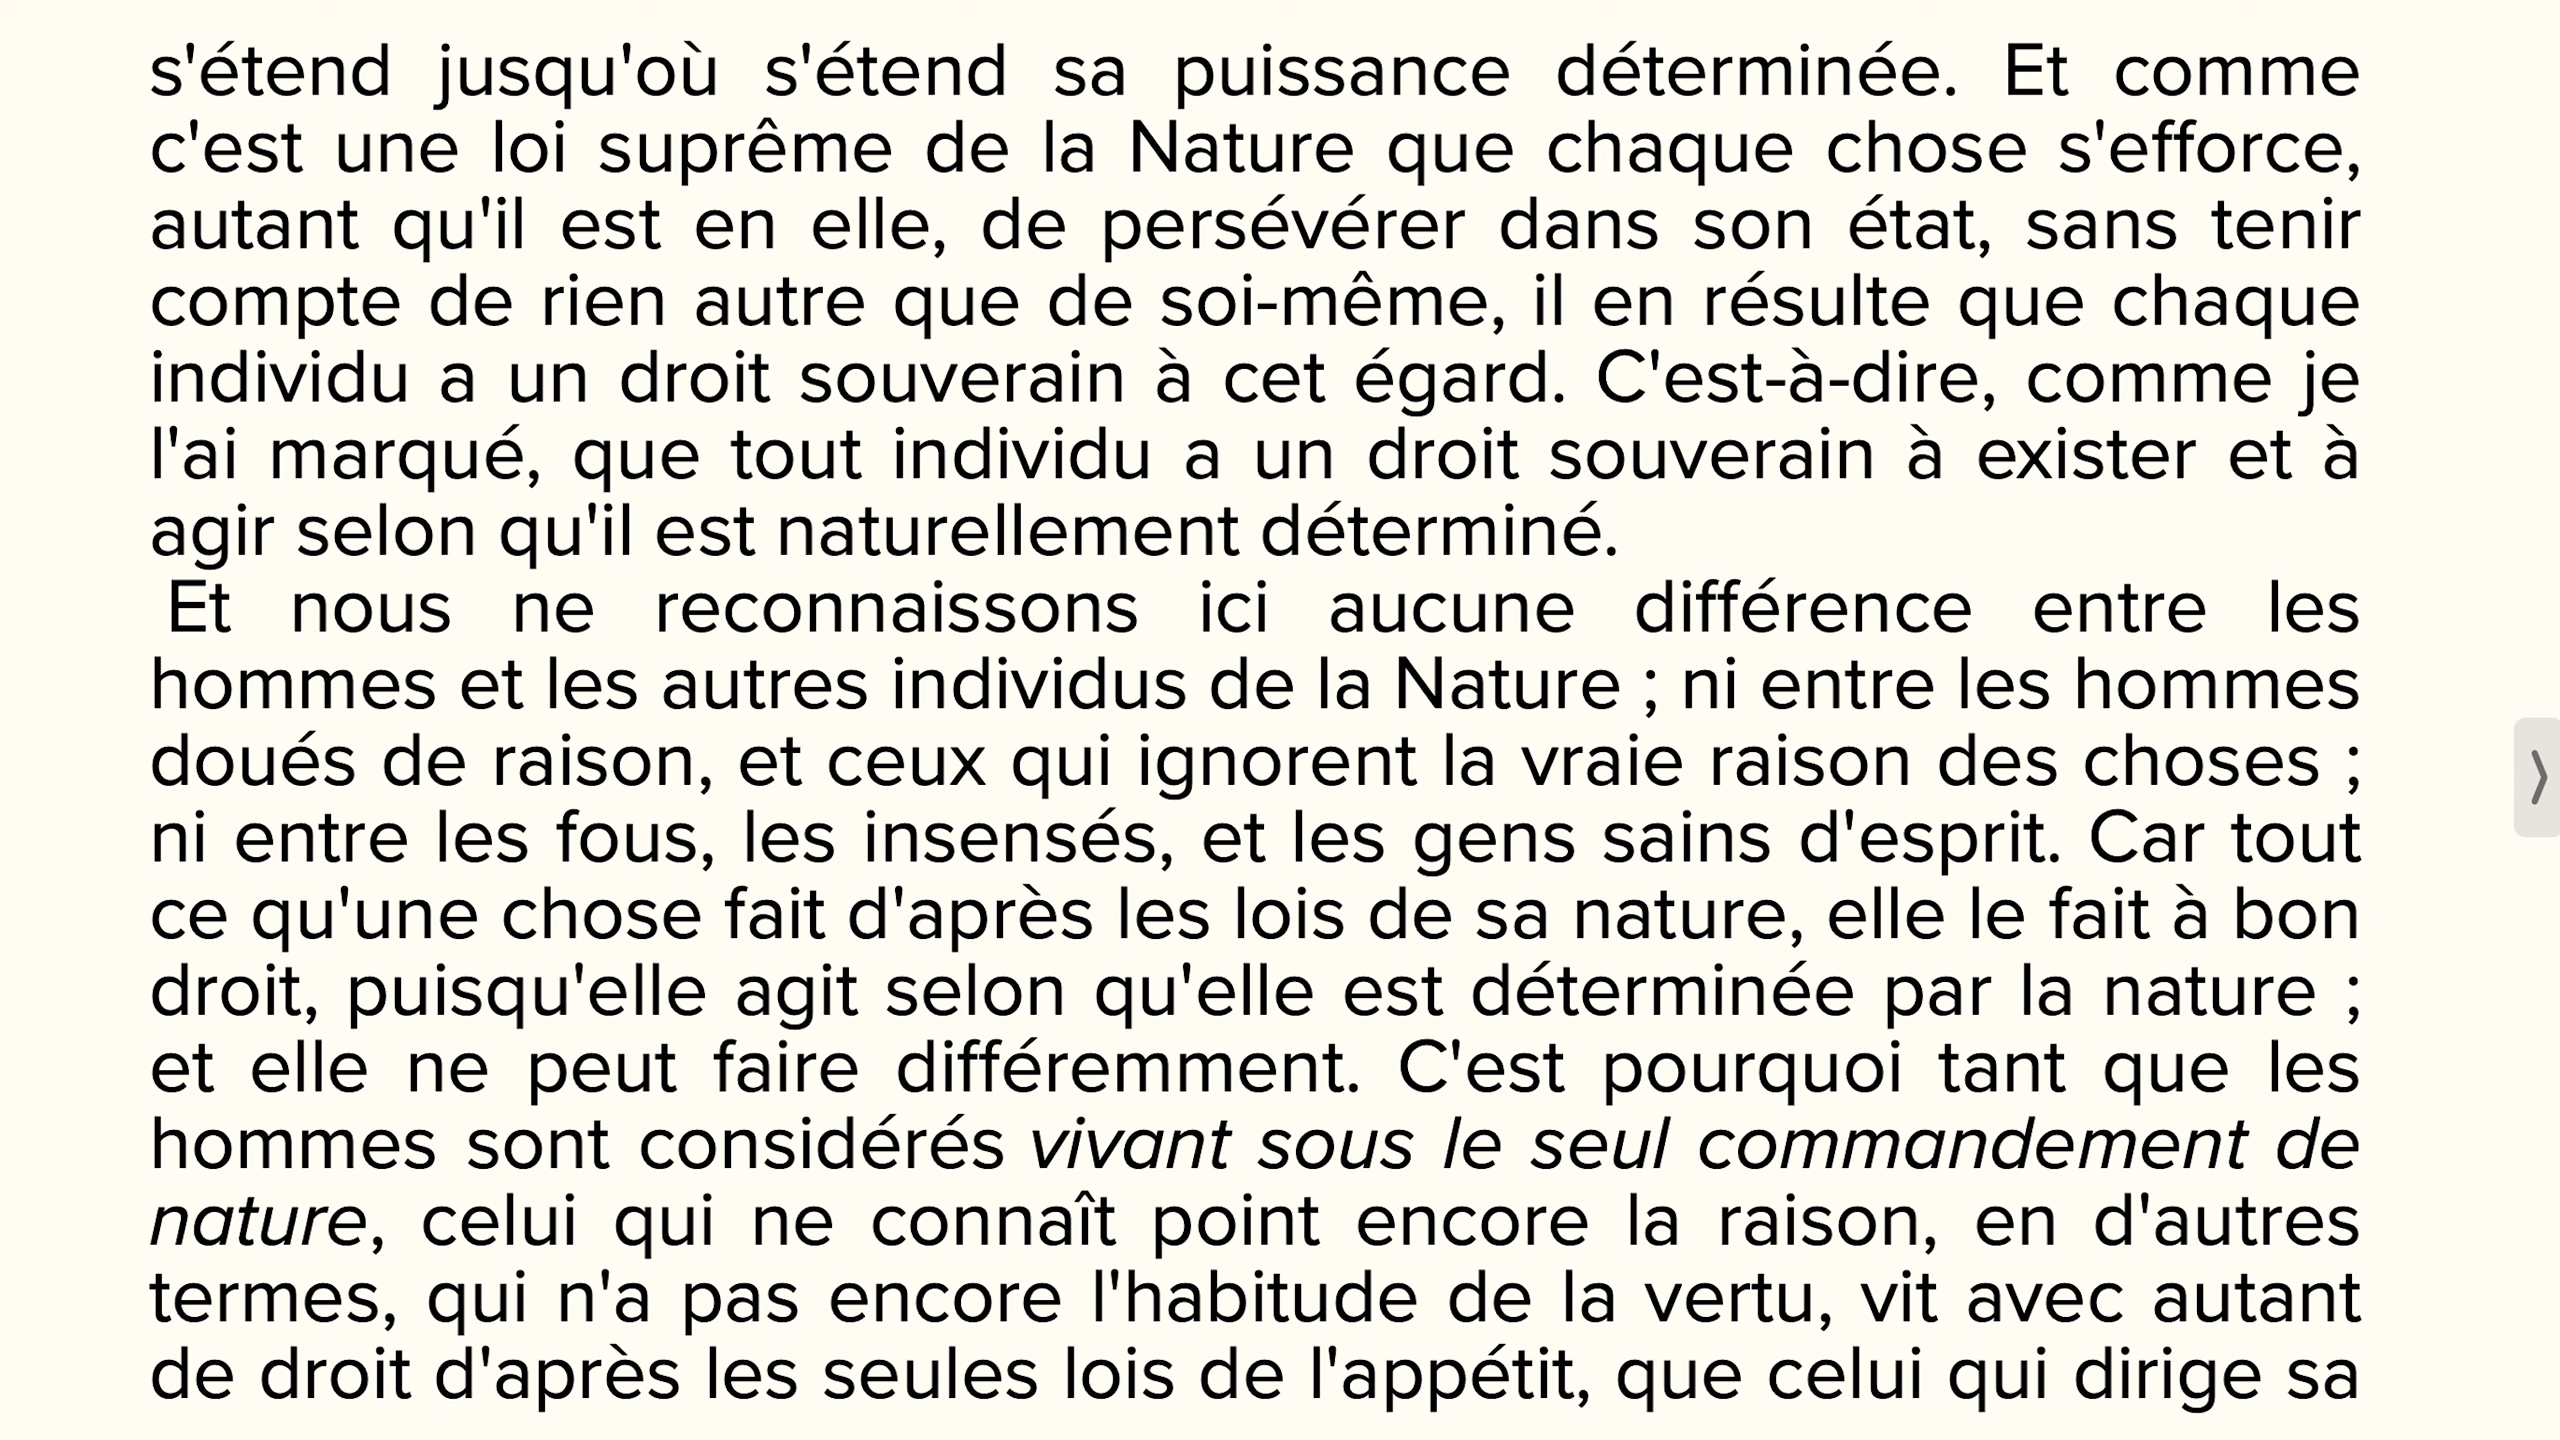 s'étend jusqu'où s'étend sa puissance déterminée. Et comme
c'est une loi suprême de la Nature que chaque chose s'efforce,
autant qu'il est en elle, de persévérer dans son état, sans tenir
compte de rien autre que de soi-même, il en résulte que chaque
individu a un droit souverain à cet égard. C'est-à-dire, comme je
l'ai marqué, que tout individu a un droit souverain à exister et à
agir selon qu'il est naturellement déterminé.
Et nous ne reconnaissons ici aucune différence entre les
hommes et les autres individus de la Nature ; ni entre les hommes
doués de raison, et ceux qui ignorent la vraie raison des choses ;
ni entre les fous, les insensés, et les gens sains d'esprit. Car tout
ce qu'une chose fait d'après les lois de sa nature, elle le fait à bon
droit, puisqu'elle agit selon qu'elle est déterminée par la nature ;
et elle ne peut faire différemment. C'est pourquoi tant que les
hommes sont considérés vivant sous le seul commandement de
nature, celui qui ne connaît point encore la raison, en d'autres
termes, qui n'a pas encore l'habitude de la vertu, vit avec autant
de droit d'après les seules lois de l'appétit, que celui qui dirige sa